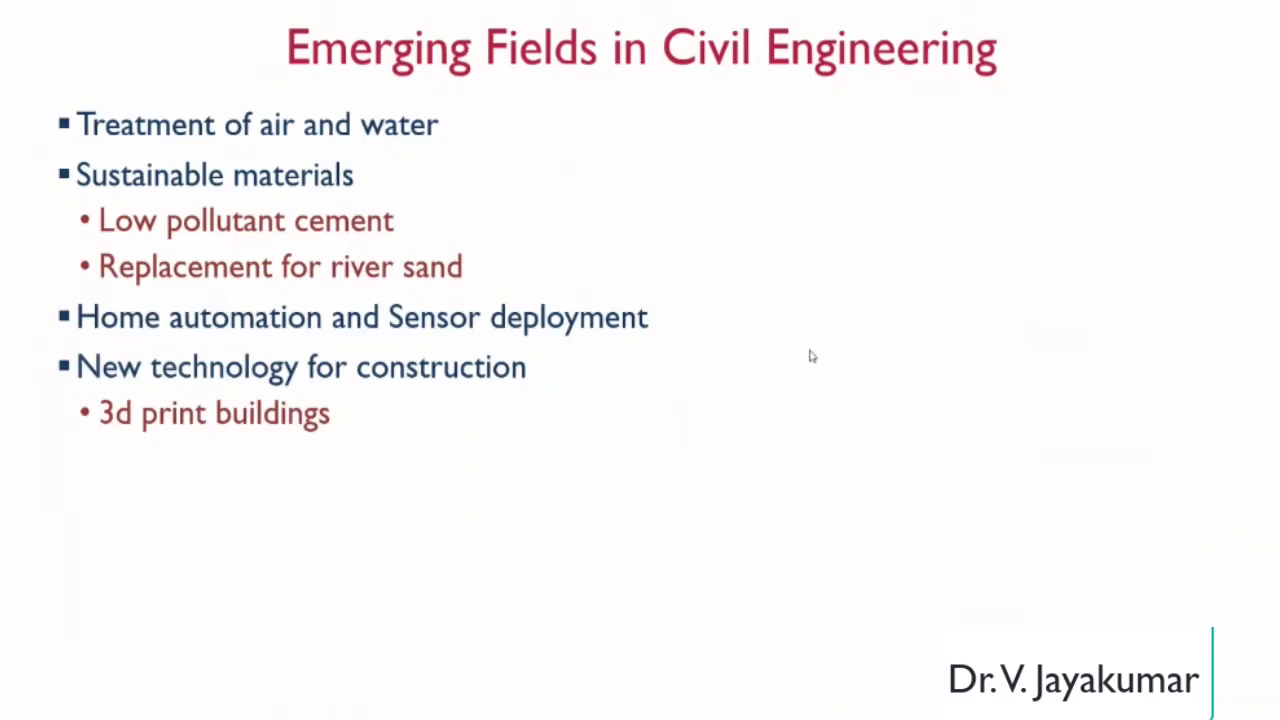 Emerging Fields in Civil Engineering
▪ Treatment of air and water
▪ Sustainable materials
• Low pollutant cement
• Replacement for river sand
▪ Home automation and Sensor deployment
▪ New technology for construction
• 3d print buildings
Dr. V. Jayakumar